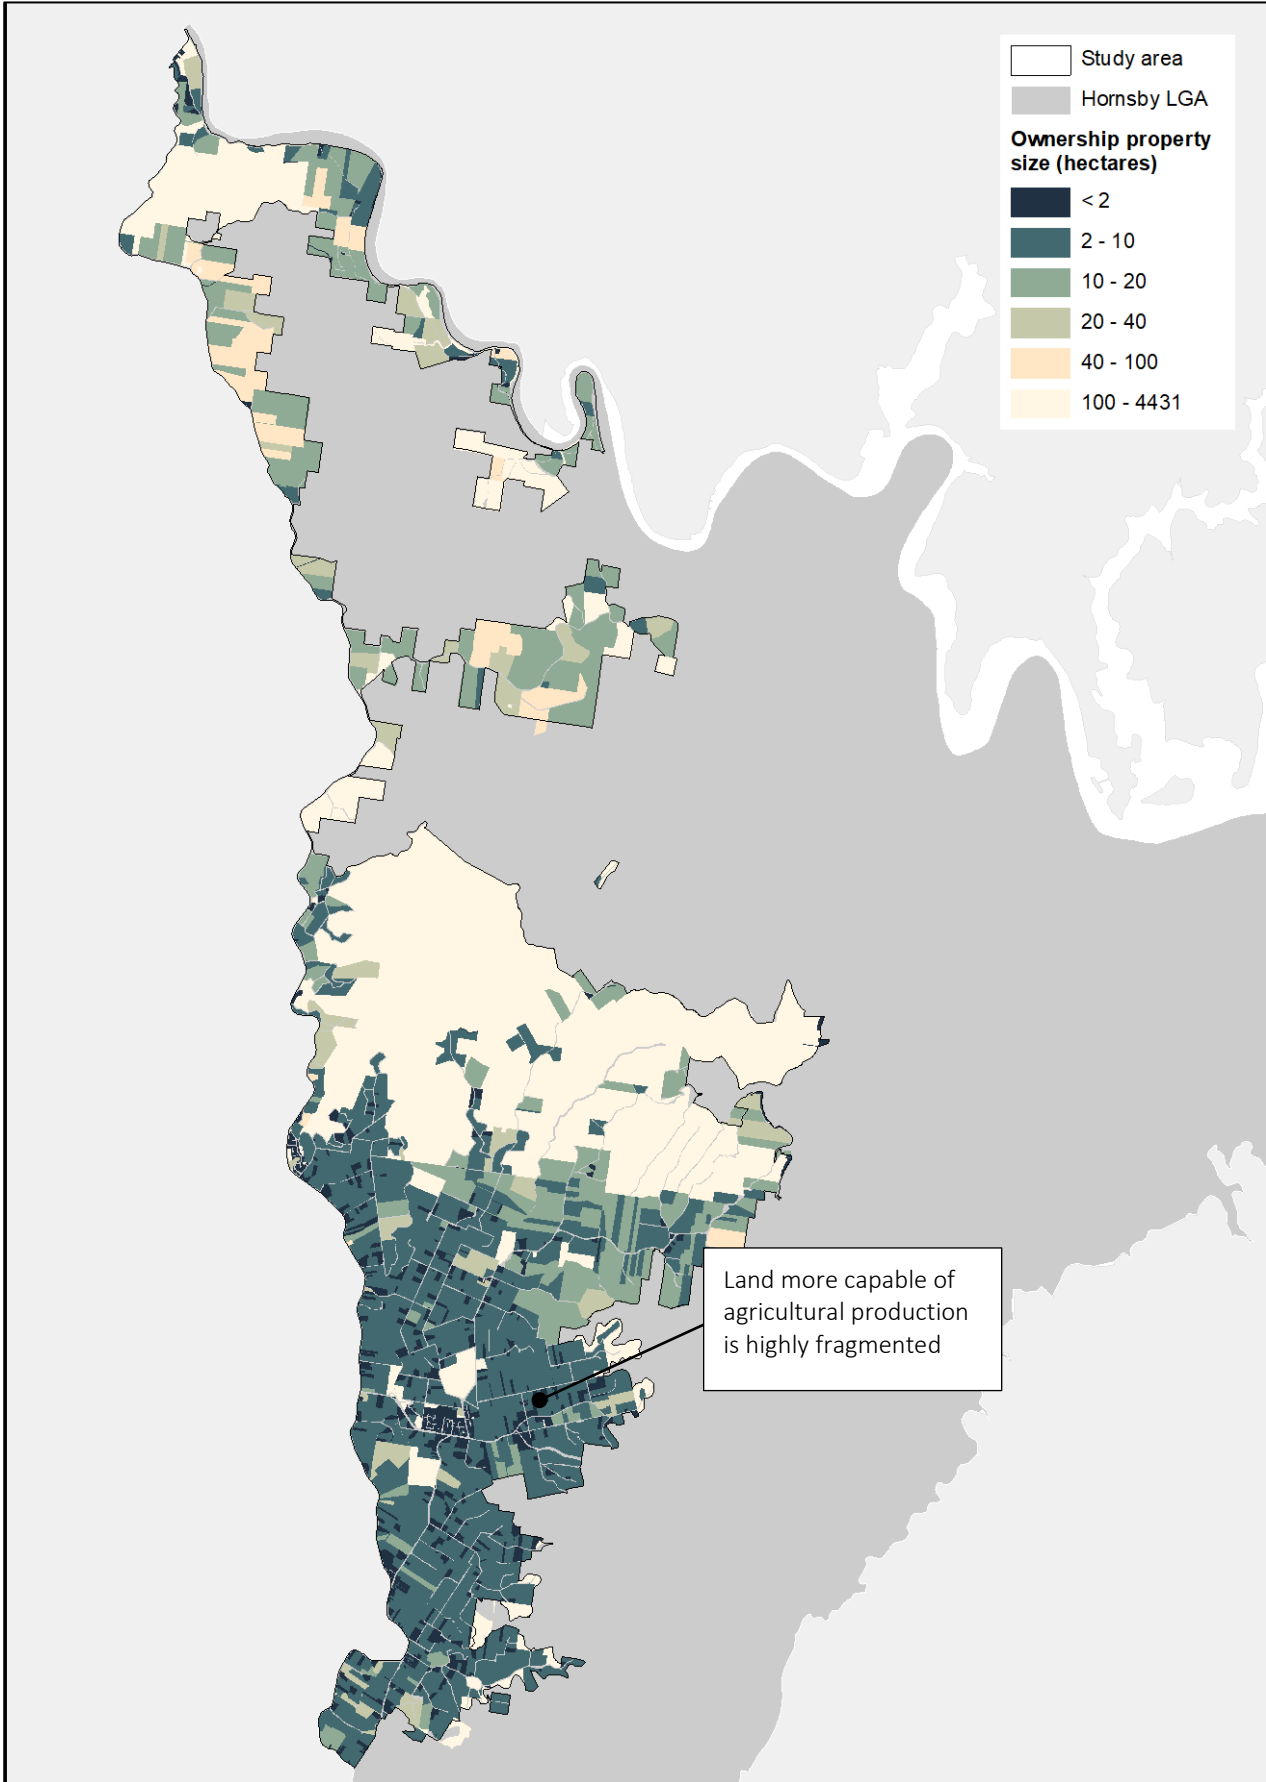 Study area
Hornsby LGA
Ownership property
size (hectares)
< 2
2 - 10
10 - 20
20 - 40
40 - 100
100 - 4431
Land more capable of
agricultural production
is highly fragmented